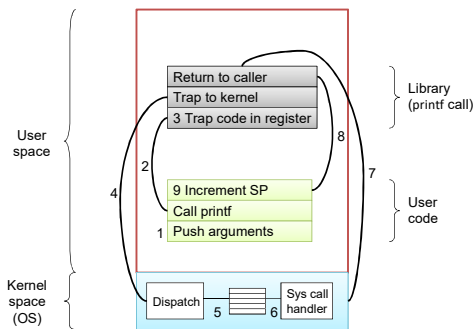 Return to caller
Trap to kernel
3 Trap code in register
Library
(printf call)
User
space
2
8
4
7
9 Increment SP
Call printf
1 Push arguments
User
code
Kernel
space
(OS)
Dispatch
5
6
Sys call
handler